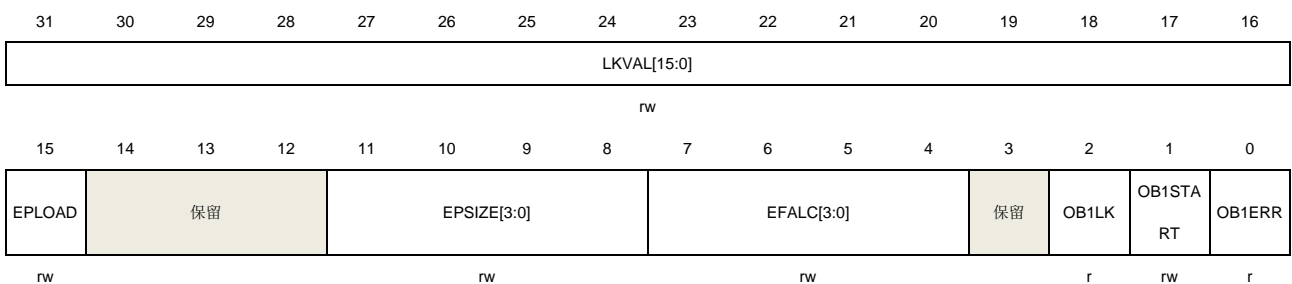 31 30 29 28 27 26 25 24 23 22 21 20 19 18 17 16
LKVAL[15:0]
rw
15 14 13 12 11 10 9 8 7 6 5 4 3 2 1 0
EPLOAD 保留 EPSIZE[3:0] EFALC[3:0] 保留 OB1LK OB1STA
RT OB1ERR
rw rw rw r rw r